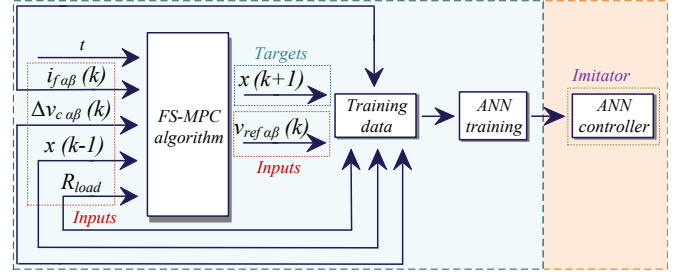 t
i_{f αβ}(k)
Δv_{c αβ}(k)
x (k-1)
R_{load}
Inputs
FS-MPC
algorithm
Targets
x (k+1)
v_{ref αβ}(k)
Inputs
Training
data
ANN
training
Imitator
ANN
controller